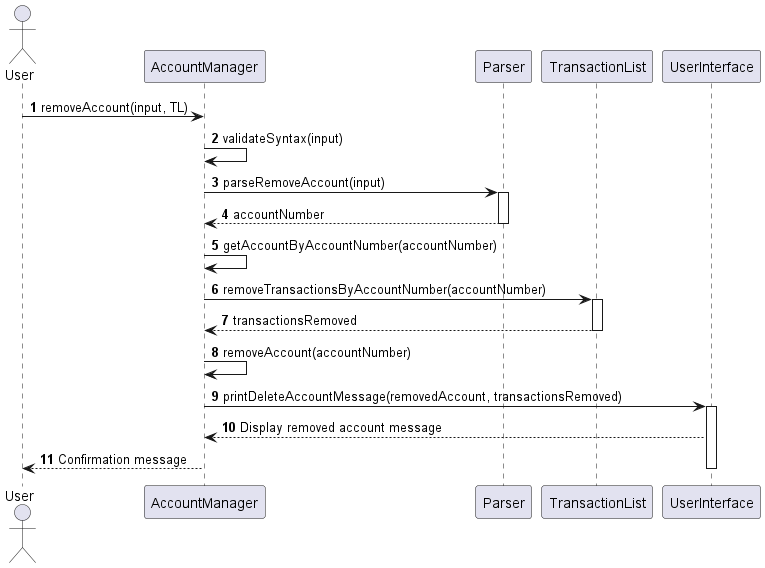 User
AccountManager
Parser
TransactionList
UserInterface
1 removeAccount(input, TL)
2 validateSyntax(input)
3 parseRemoveAccount(input)
4 accountNumber
5 getAccountByAccountNumber(accountNumber)
6 removeTransactionsByAccountNumber(accountNumber)
7 transactionsRemoved
8 removeAccount(accountNumber)
9 printDeleteAccountMessage(removedAccount, transactionsRemoved)
10 Display removed account message
11 Confirmation message
User
AccountManager
Parser
TransactionList
UserInterface